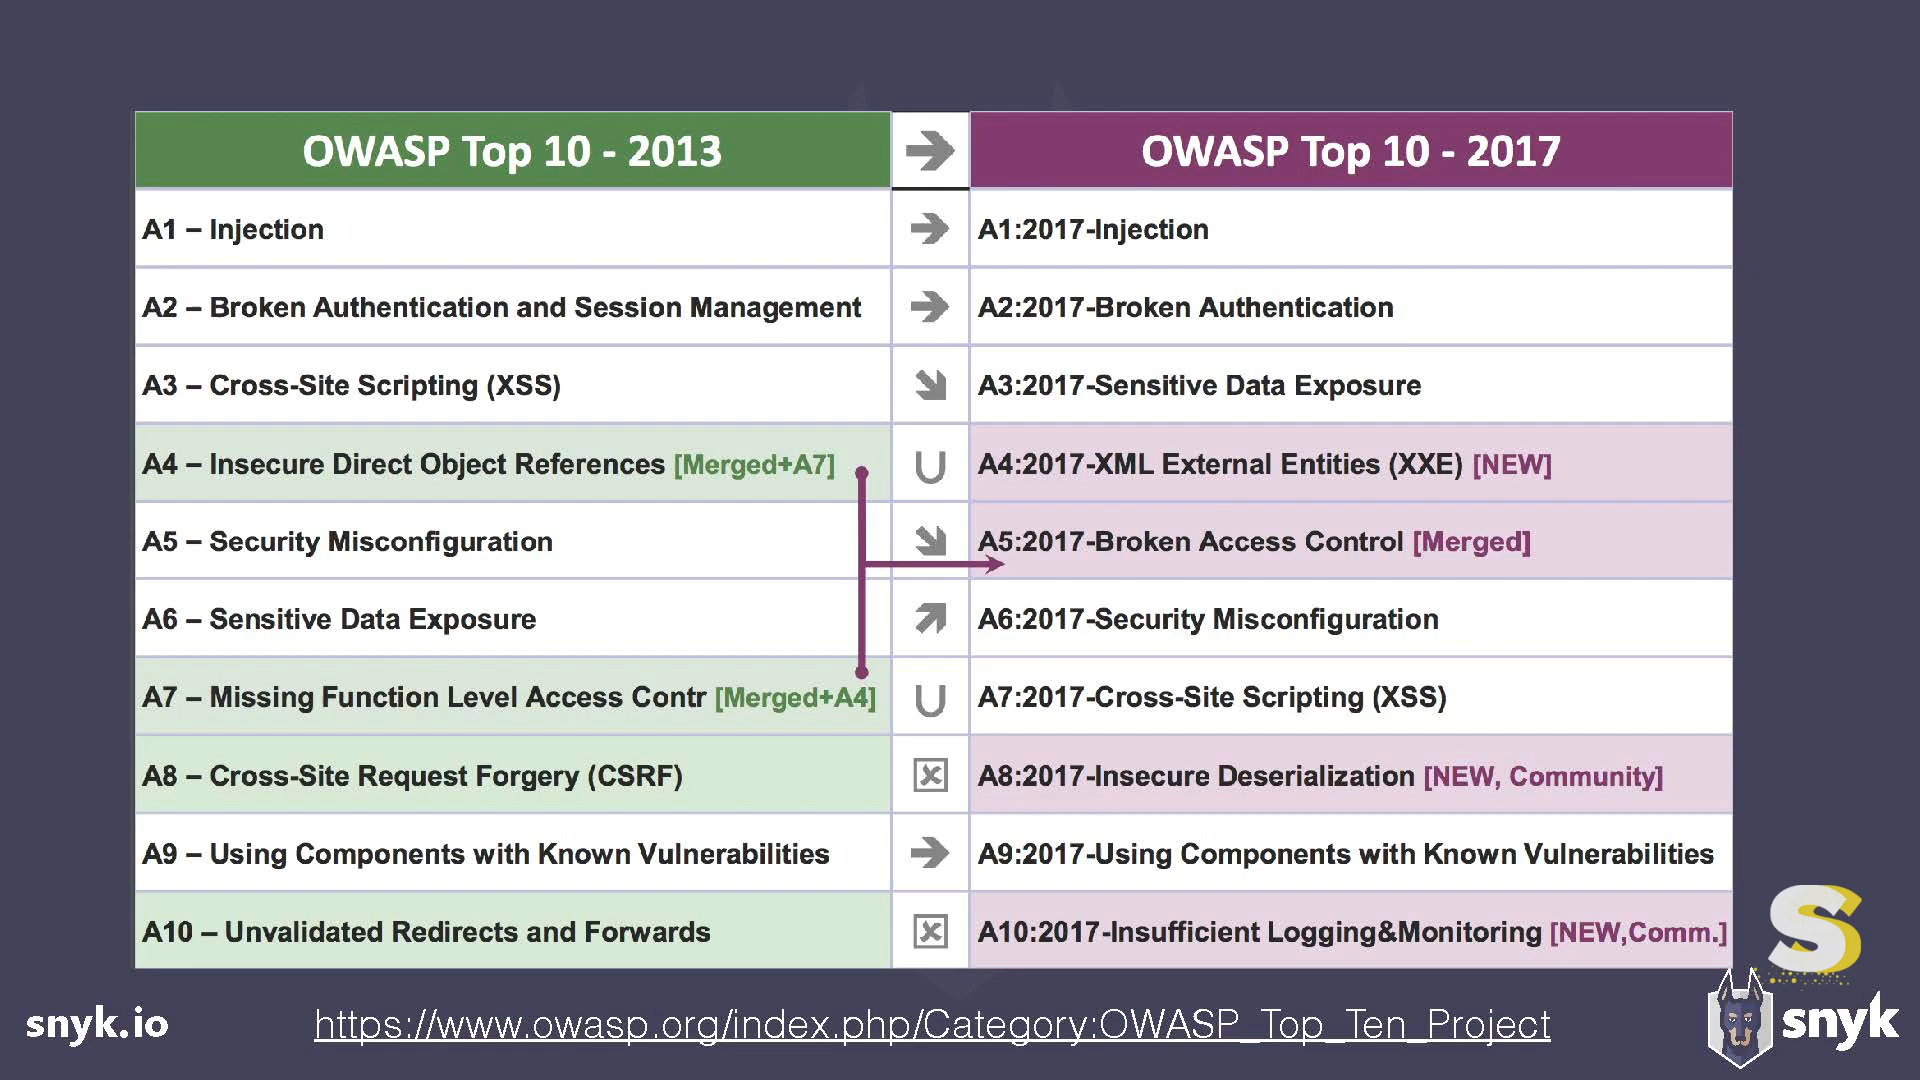 OWASP Top 10 - 2013
OWASP Top 10 - 2017
A1 – Injection
A1:2017-Injection
A2 – Broken Authentication and Session Management
A2:2017-Broken Authentication
A3 – Cross-Site Scripting (XSS)
A3:2017-Sensitive Data Exposure
A4 – Insecure Direct Object References [Merged+A7]
A4:2017-XML External Entities (XXE) [NEW]
A5 – Security Misconfiguration
A5:2017-Broken Access Control [Merged]
A6 – Sensitive Data Exposure
A6:2017-Security Misconfiguration
A7 – Missing Function Level Access Contr [Merged+A4]
A7:2017-Cross-Site Scripting (XSS)
A8 – Cross-Site Request Forgery (CSRF)
A8:2017-Insecure Deserialization [NEW, Community]
A9 – Using Components with Known Vulnerabilities
A9:2017-Using Components with Known Vulnerabilities
A10 – Unvalidated Redirects and Forwards
A10:2017-Insufficient Logging&Monitoring [NEW,Comm.]
S
snyk.io
https://www.owasp.org/index.php/Category:OWASP_Top_Ten_Project
snyk